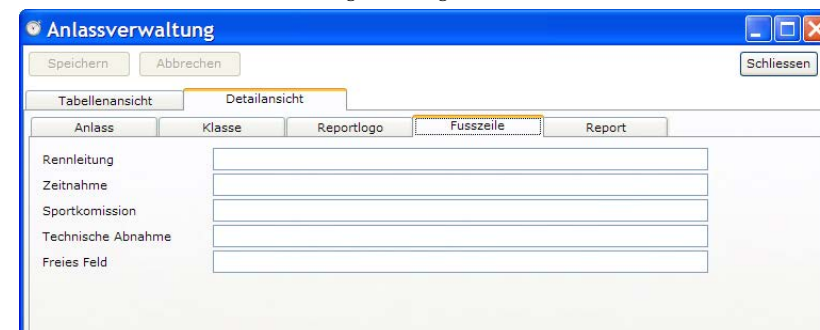 Anlassverwaltung
Speichern Abbrechen Schliessen
Tabellenansicht Detailansicht
Anlass Klasse Reportlogo Fusszeile Report
Rennleitung
Zeitnahme
Sportkomission
Technische Abnahme
Freies Feld